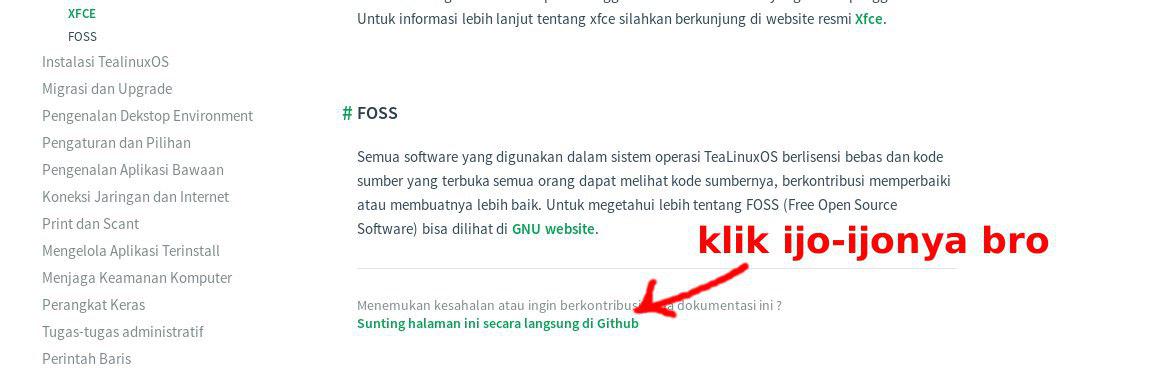 XFCE
FOSS
Instalasi TealinuxOS
Migrasi dan Upgrade
Pengenalan Dekstop Environment
Pengaturan dan Pilihan
Pengenalan Aplikasi Bawaan
Koneksi Jaringan dan Internet
Print dan Scant
Mengelola Aplikasi Terinstall
Menjaga Keamanan Komputer
Perangkat Keras
Tugas-tugas administratif
Perintah Baris
Untuk informasi lebih lanjut tentang xfce silahkan berkunjung di website resmi Xfce.
# FOSS
Semua software yang digunakan dalam sistem operasi TeaLinuxOS berlisensi bebas dan kode
sumber yang terbuka semua orang dapat melihat kode sumbernya, berkontribusi memperbaiki
atau membuatnya lebih baik. Untuk megetahui lebih tentang FOSS (Free Open Source
Software) bisa dilihat di GNU website.
klik ijo-ijonya bro
Menemukan kesahalan atau ingin berkontribusi dokumentasi ini ?
Sunting halaman ini secara langsung di Github